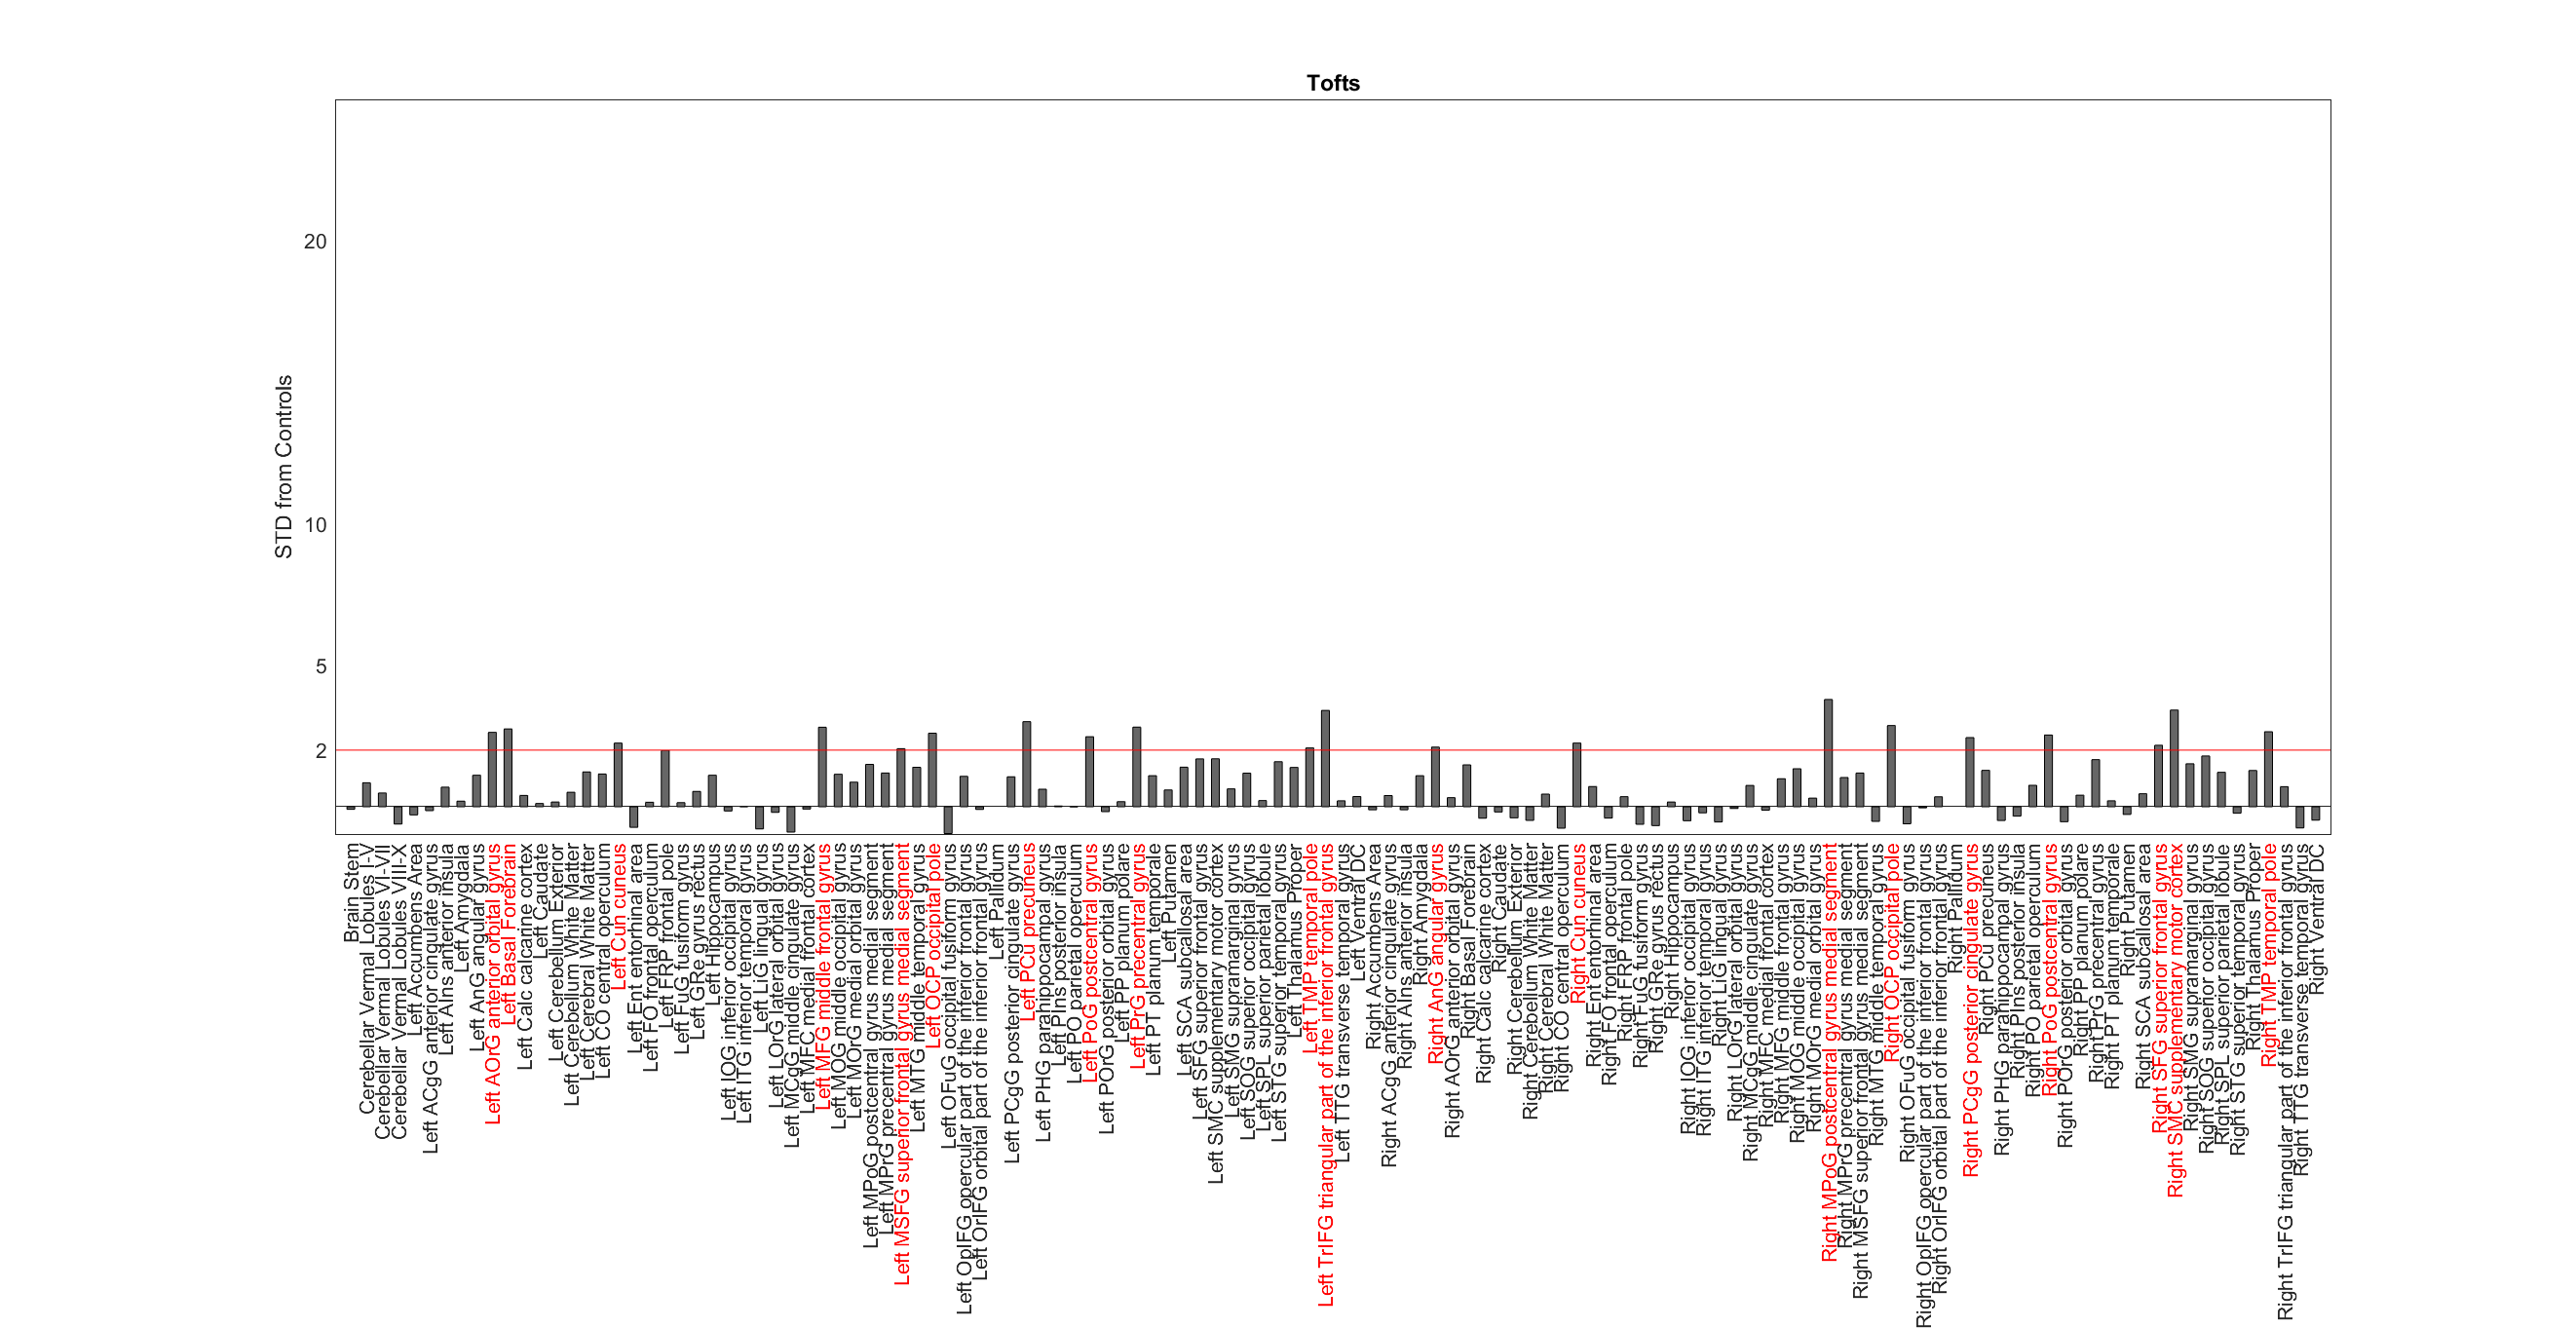 Tofts
STD from Controls
20
10
5
2
Brain Stem
Cerebellar Vermal Lobules I-V
Cerebellar Vermal Lobules VI-VII
Cerebellar Vermal Lobules VIII-X
Left Accumbens Area
Left ACgG anterior cingulate gyrus
Left AIns anterior insula
Left Amygdala
Left AnG angular gyrus
Left AOrG anterior orbital gyrus
Left Basal Forebrain
Left Calc calcarine cortex
Left Caudate
Left Cerebellum Exterior
Left Cerebellum White Matter
Left Cerebral White Matter
Left CO central operculum
Left Cun cuneus
Left Ent entorhinal area
Left FO frontal operculum
Left FRP frontal pole
Left FuG fusiform gyrus
Left GRe gyrus rectus
Left Hippocampus
Left IOG inferior occipital gyrus
Left ITG inferior temporal gyrus
Left LiG lingual gyrus
Left LOrG lateral orbital gyrus
Left MCgG middle cingulate gyrus
Left MFC medial frontal cortex
Left MFG middle frontal gyrus
Left MOG middle occipital gyrus
Left MOrG medial orbital gyrus
Left MPoG postcentral gyrus medial segment
Left MPrG precentral gyrus medial segment
Left MSFG superior frontal gyrus medial segment
Left MTG middle temporal gyrus
Left OCP occipital pole
Left OFuG occipital fusiform gyrus
Left OpIFG opercular part of the inferior frontal gyrus
Left OrIFG orbital part of the inferior frontal gyrus
Left Pallidum
Left PCgG posterior cingulate gyrus
Left PCu precuneus
Left PHG parahippocampal gyrus
Left PIns posterior insula
Left PO parietal operculum
Left PoG postcentral gyrus
Left POrG posterior orbital gyrus
Left PP planum polare
Left PrG precentral gyrus
Left PT planum temporale
Left Putamen
Left SCA subcallosal area
Left SFG superior frontal gyrus
Left SMC supplementary motor cortex
Left SMG supramarginal gyrus
Left SOG superior occipital gyrus
Left SPL superior parietal lobule
Left STG superior temporal gyrus
Left Thalamus Proper
Left TMP temporal pole
Left TrIFG triangular part of the inferior frontal gyrus
Left TTG transverse temporal gyrus
Left Ventral DC
Right Accumbens Area
Right ACgG anterior cingulate gyrus
Right AIns anterior insula
Right Amygdala
Right AnG angular gyrus
Right AOrG anterior orbital gyrus
Right Basal Forebrain
Right Calc calcarine cortex
Right Caudate
Right Cerebellum Exterior
Right Cerebellum White Matter
Right Cerebral White Matter
Right CO central operculum
Right Cun cuneus
Right Ent entorhinal area
Right FO frontal operculum
Right FRP frontal pole
Right FuG fusiform gyrus
Right GRe gyrus rectus
Right Hippocampus
Right IOG inferior occipital gyrus
Right ITG inferior temporal gyrus
Right LiG lingual gyrus
Right LOrG lateral orbital gyrus
Right MCgG middle cingulate gyrus
Right MFC medial frontal cortex
Right MFG middle frontal gyrus
Right MOG middle occipital gyrus
Right MOrG medial orbital gyrus
Right MPoG postcentral gyrus medial segment
Right MPrG precentral gyrus medial segment
Right MSFG superior frontal gyrus medial segment
Right MTG middle temporal gyrus
Right OCP occipital pole
Right OFuG occipital fusiform gyrus
Right OpIFG opercular part of the inferior frontal gyrus
Right OrIFG orbital part of the inferior frontal gyrus
Right Pallidum
Right PCgG posterior cingulate gyrus
Right PCu precuneus
Right PHG parahippocampal gyrus
Right PIns posterior insula
Right PO parietal operculum
Right PoG postcentral gyrus
Right POrG posterior orbital gyrus
Right PP planum polare
Right PrG precentral gyrus
Right PT planum temporale
Right Putamen
Right SCA subcallosal area
Right SFG superior frontal gyrus
Right SMC supplementary motor cortex
Right SMG supramarginal gyrus
Right SOG superior occipital gyrus
Right SPL superior parietal lobule
Right STG superior temporal gyrus
Right Thalamus Proper
Right TMP temporal pole
Right TrIFG triangular part of the inferior frontal gyrus
Right TTG transverse temporal gyrus
Right Ventral DC